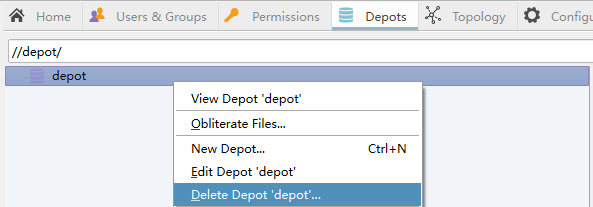 Home Users & Groups Permissions Depots Topology Configu
//depot/
depot
View Depot 'depot'
Obliterate Files...
New Depot... Ctrl+N
Edit Depot 'depot'
Delete Depot 'depot'...